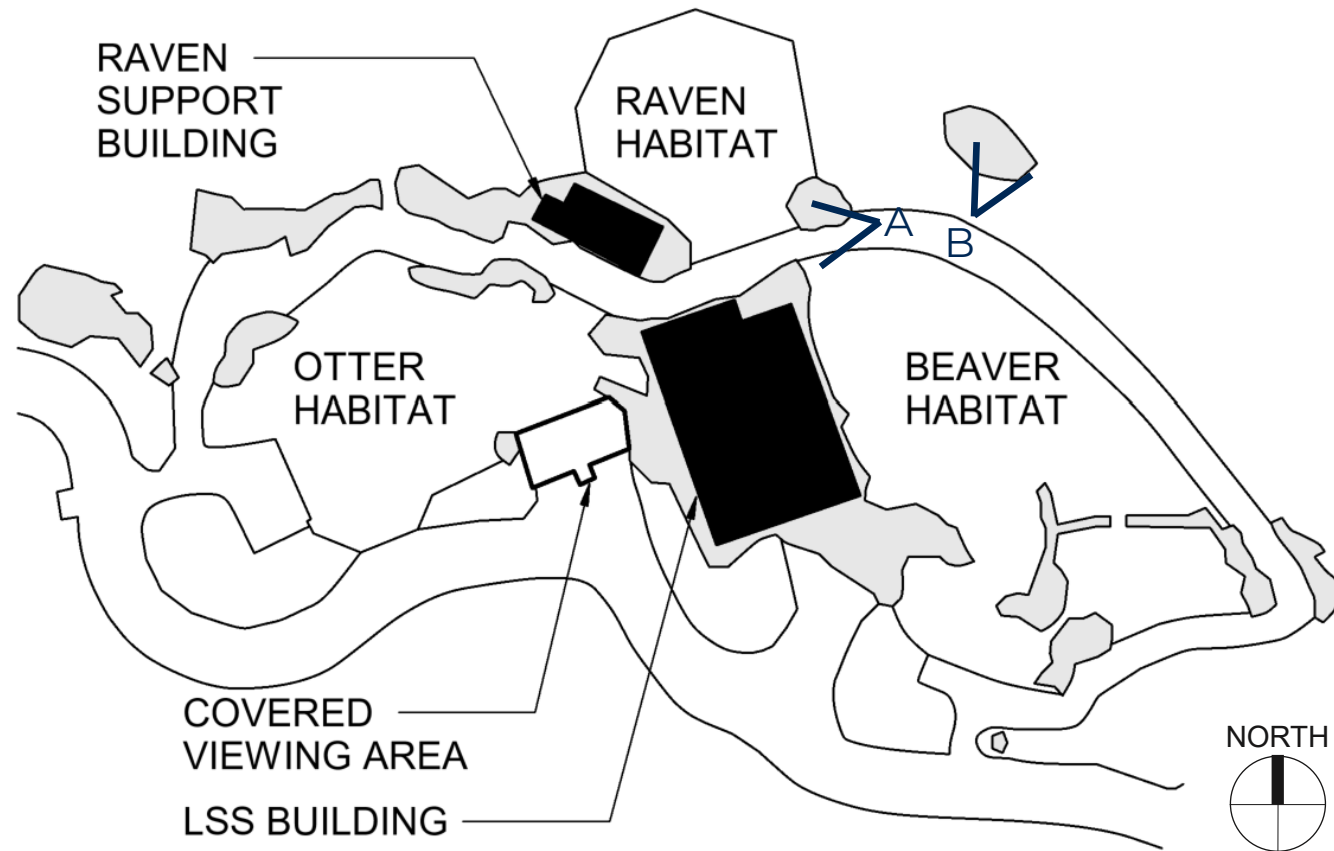 RAVEN
SUPPORT
BUILDING
RAVEN
HABITAT
A
B
OTTER
HABITAT
BEAVER
HABITAT
COVERED
VIEWING AREA
LSS BUILDING
NORTH